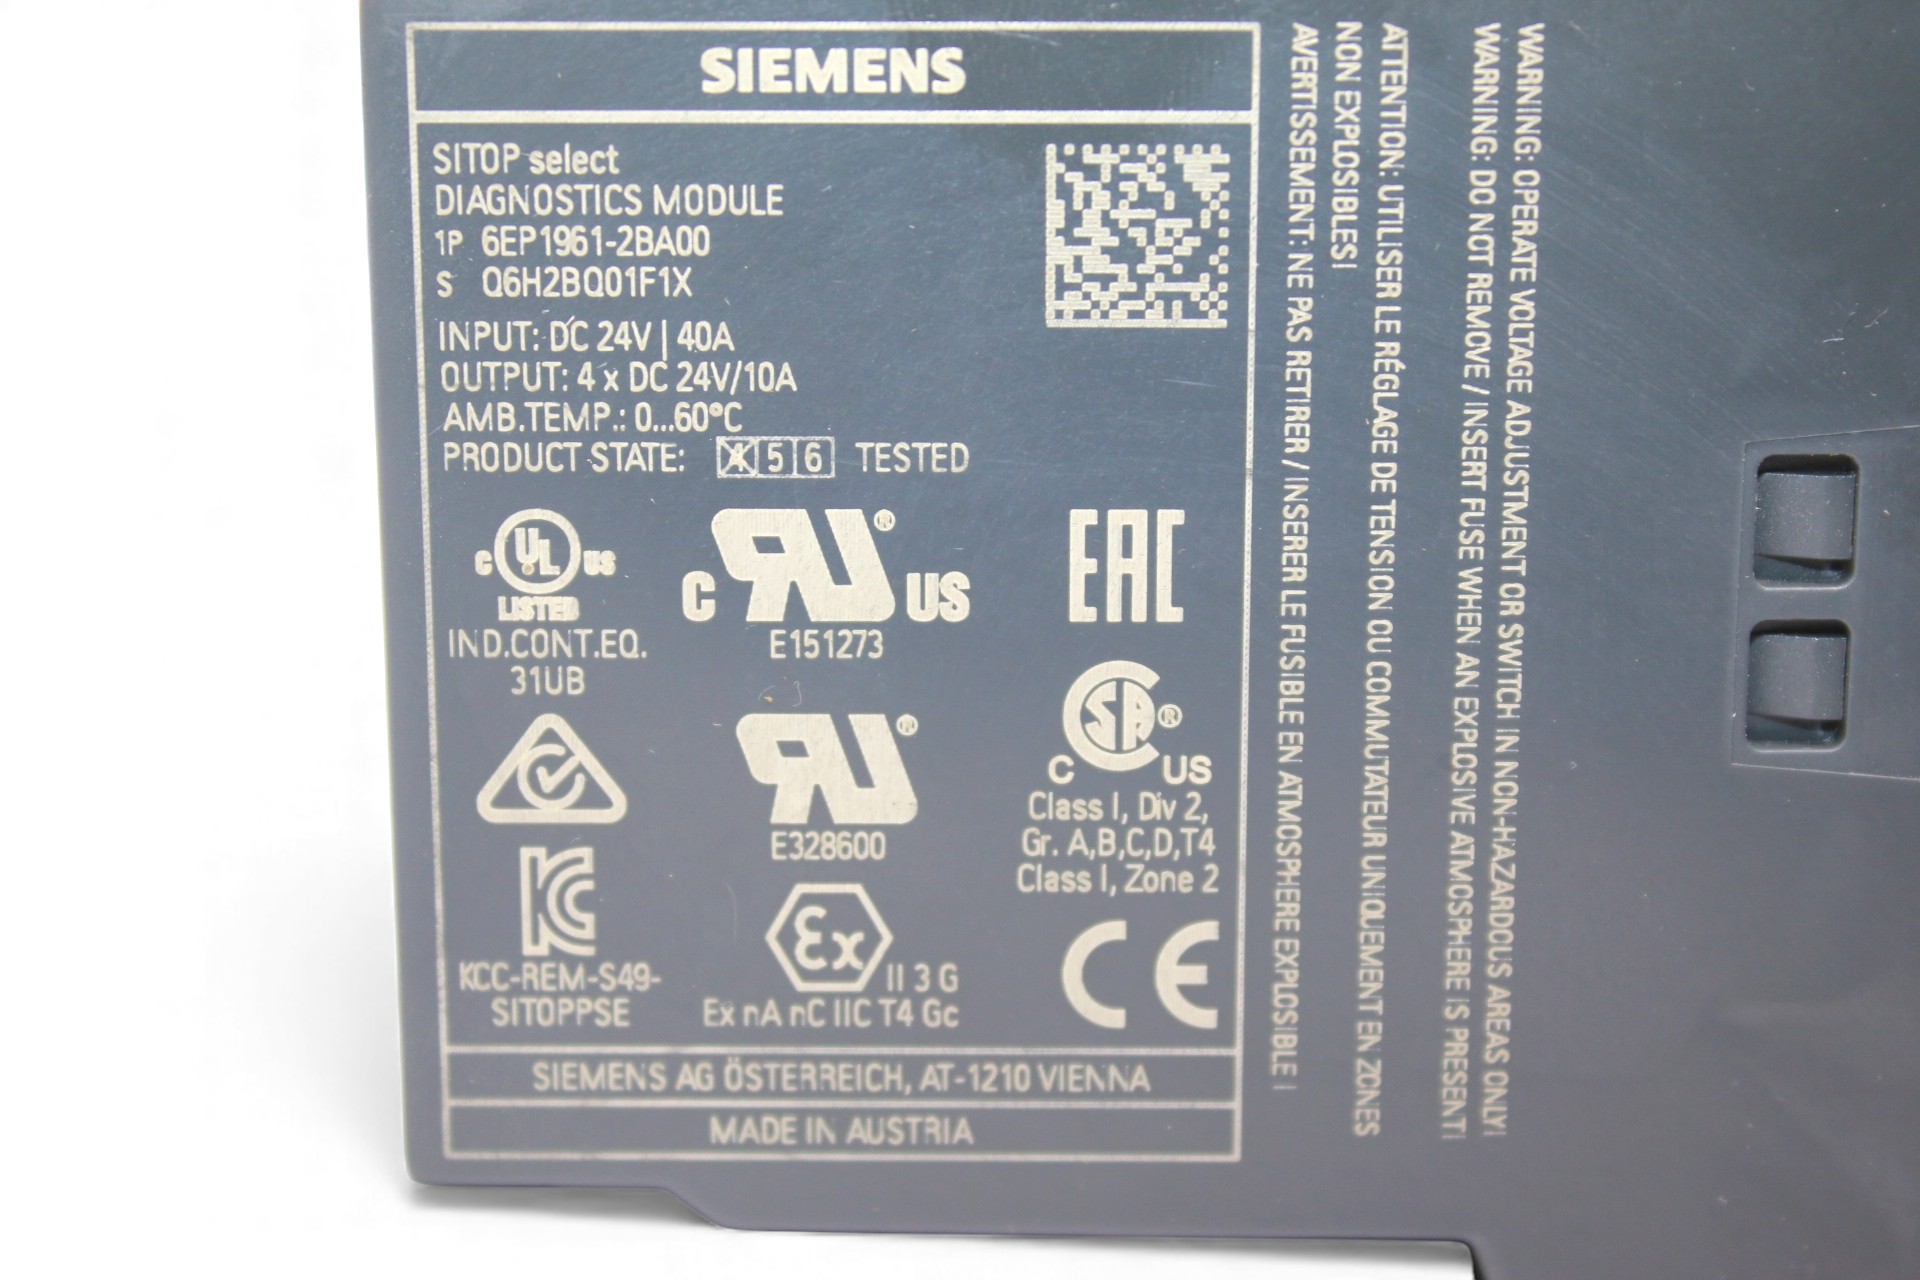 SIEMENS
SITOP select
DIAGNOSTICS MODULE
1P 6EP1961-2BA00
S Q6H2BQ01F1X
INPUT: DC 24V | 40A
OUTPUT: 4 x DC 24V/10A
AMB.TEMP.: 0...60°C
PRODUCT STATE: 4 5 6 TESTED
C UL US
LISTED
IND.CONT.EQ.
31UB
C RU® US
E151273
EAC
RU®
E328600
C SA® US
Class I, Div 2,
Gr. A,B,C,D,T4
Class I, Zone 2
KCC-REM-S49-
SITOPPSE
Ex II 3 G
Ex nA nC IIC T4 Gc
CE
SIEMENS AG ÖSTERREICH, AT-1210 VIENNA
MADE IN AUSTRIA
WARNING: OPERATE VOLTAGE ADJUSTMENT OR SWITCH IN NON-HAZARDOUS AREAS ONLY!
WARNING: DO NOT REMOVE / INSERT FUSE WHEN AN EXPLOSIVE ATMOSPHERE IS PRESENT!
ATTENTION: UTILISER LE RÉGLAGE DE TENSION OU COMMUTATEUR UNIQUEMENT EN ZONES
NON EXPLOSIBLES!
AVERTISSEMENT: NE PAS RETIRER / INSERER LE FUSIBLE EN ATMOSPHERE EXPLOSIBLE !